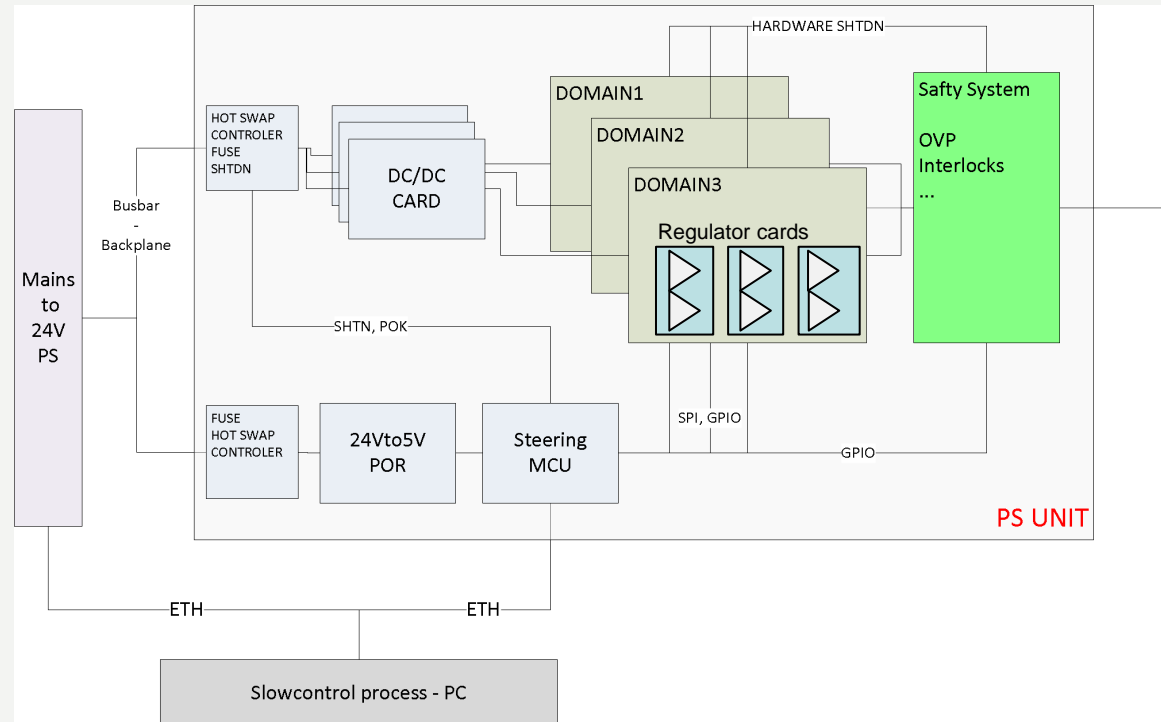 HARDWARE SHTDN
DOMAIN1
Safty System
OVP
Interlocks
...
HOT SWAP
CONTROLER
FUSE
SHTDN
DOMAIN2
DC/DC
CARD
DOMAIN3
Regulator cards
Busbar
-
Backplane
Mains
to
24V
PS
SHTN, POK
FUSE
HOT SWAP
CONTROLER
24Vto5V
POR
Steering
MCU
SPI, GPIO
GPIO
PS UNIT
ETH
ETH
Slowcontrol process - PC